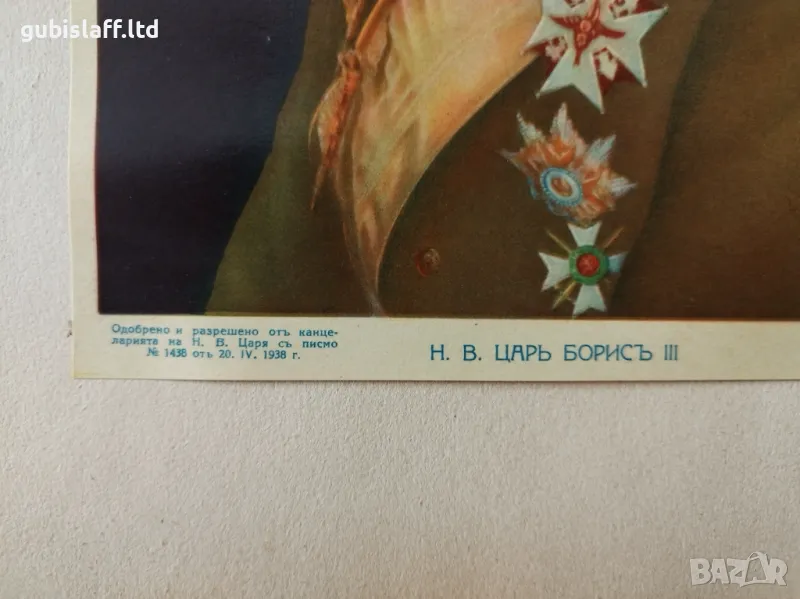 gubislaff.ltd
Одобрено и разрешено отъ канце-
ларията на Н. В. Царя съ писмо
№ 1438 отъ 20. IV. 1938 г.
Н. В. ЦАРЬ БОРИСЪ III
BAZAR